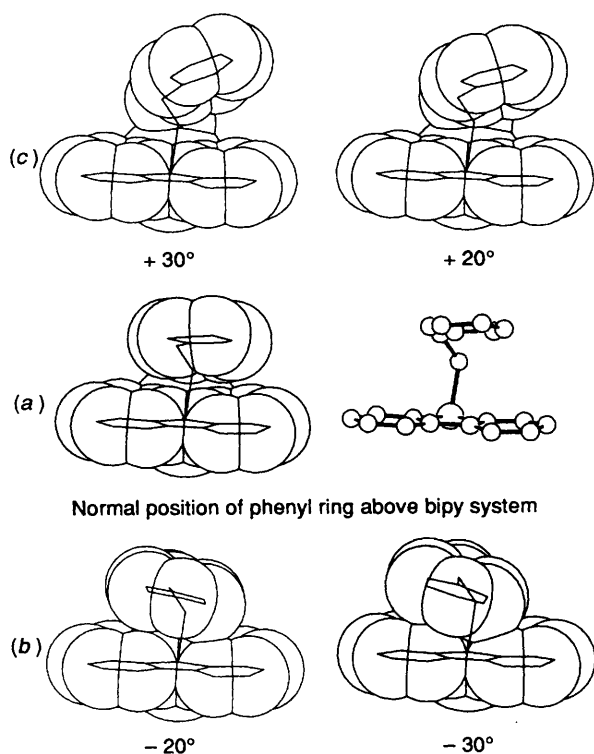 (c)
+ 30°
+ 20°
(a)
Normal position of phenyl ring above bipy system
(b)
– 20°
– 30°